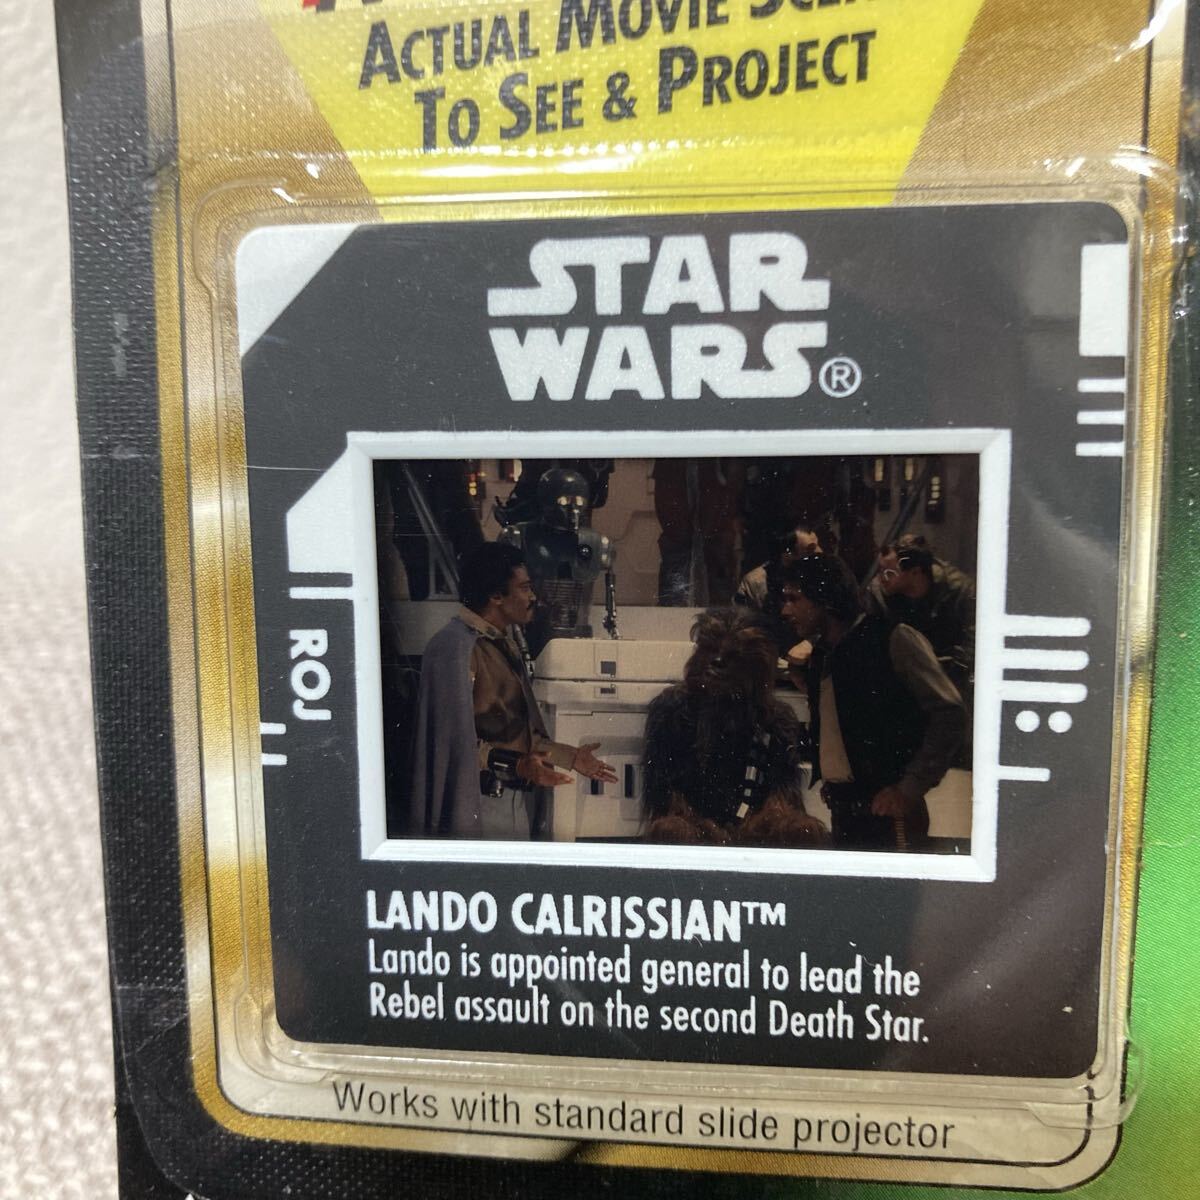 ACTUAL MOVIE
TO SEE & PROJECT
STAR
WARS®
ROJ
LANDO CALRISSIAN™
Lando is appointed general to lead the
Rebel assault on the second Death Star.
Works with standard slide projector